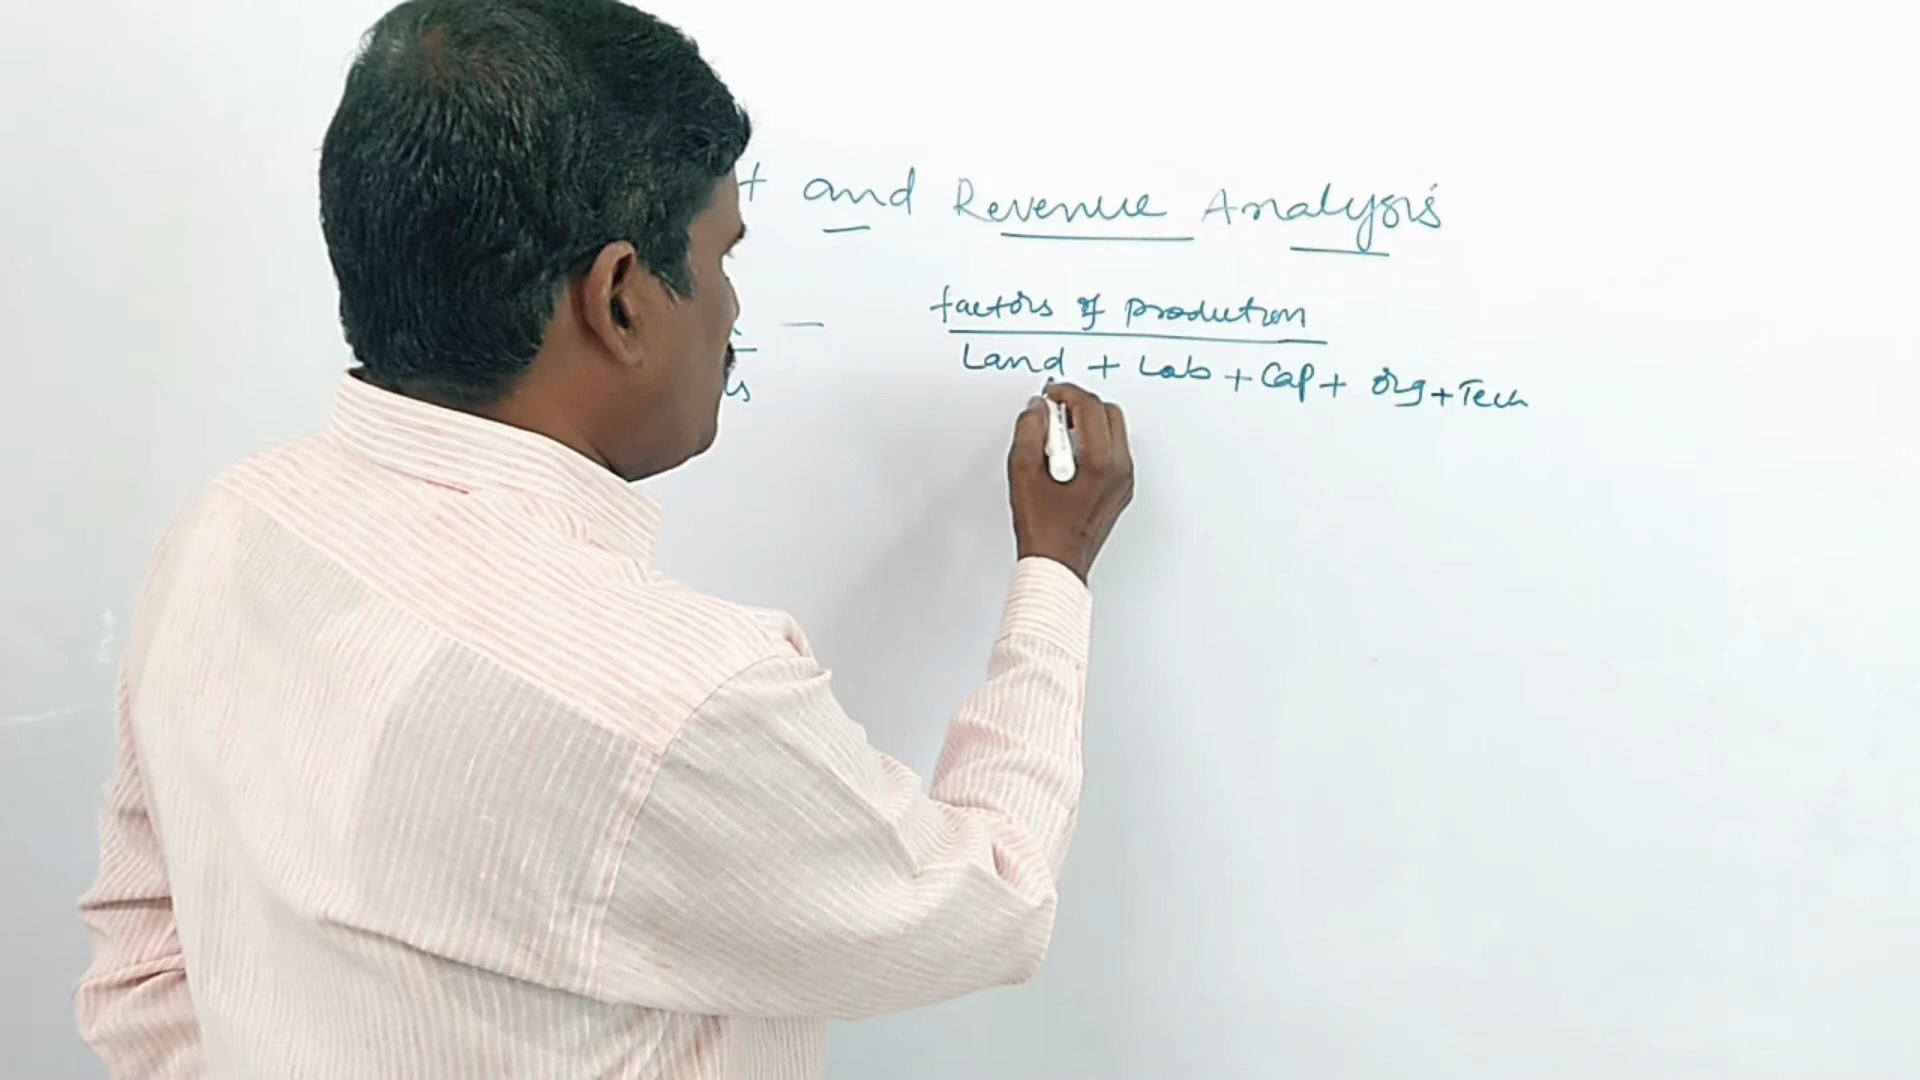 and Revenue Analysis
— factors of production
Land + Lab + Cap + Org + Tech